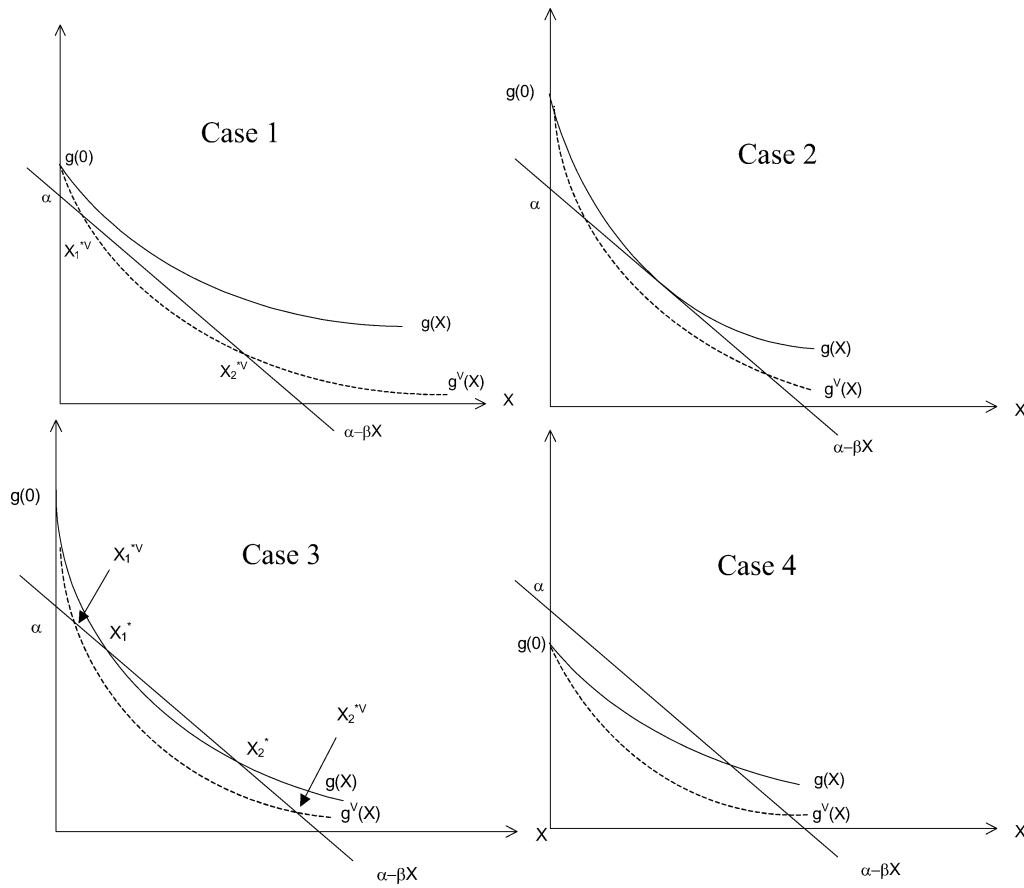 Case 1
g(0)
α
X₁*ⱽ
g(X)
X₂*ⱽ
gⱽ(X)
X
α−βX
g(0)
Case 2
α
g(X)
gⱽ(X)
X
α−βX
g(0)
Case 3
X₁*ⱽ
α
X₁*
X₂*ⱽ
X₂*
g(X)
gⱽ(X)
X
α−βX
Case 4
α
g(0)
g(X)
gⱽ(X)
X
α−βX